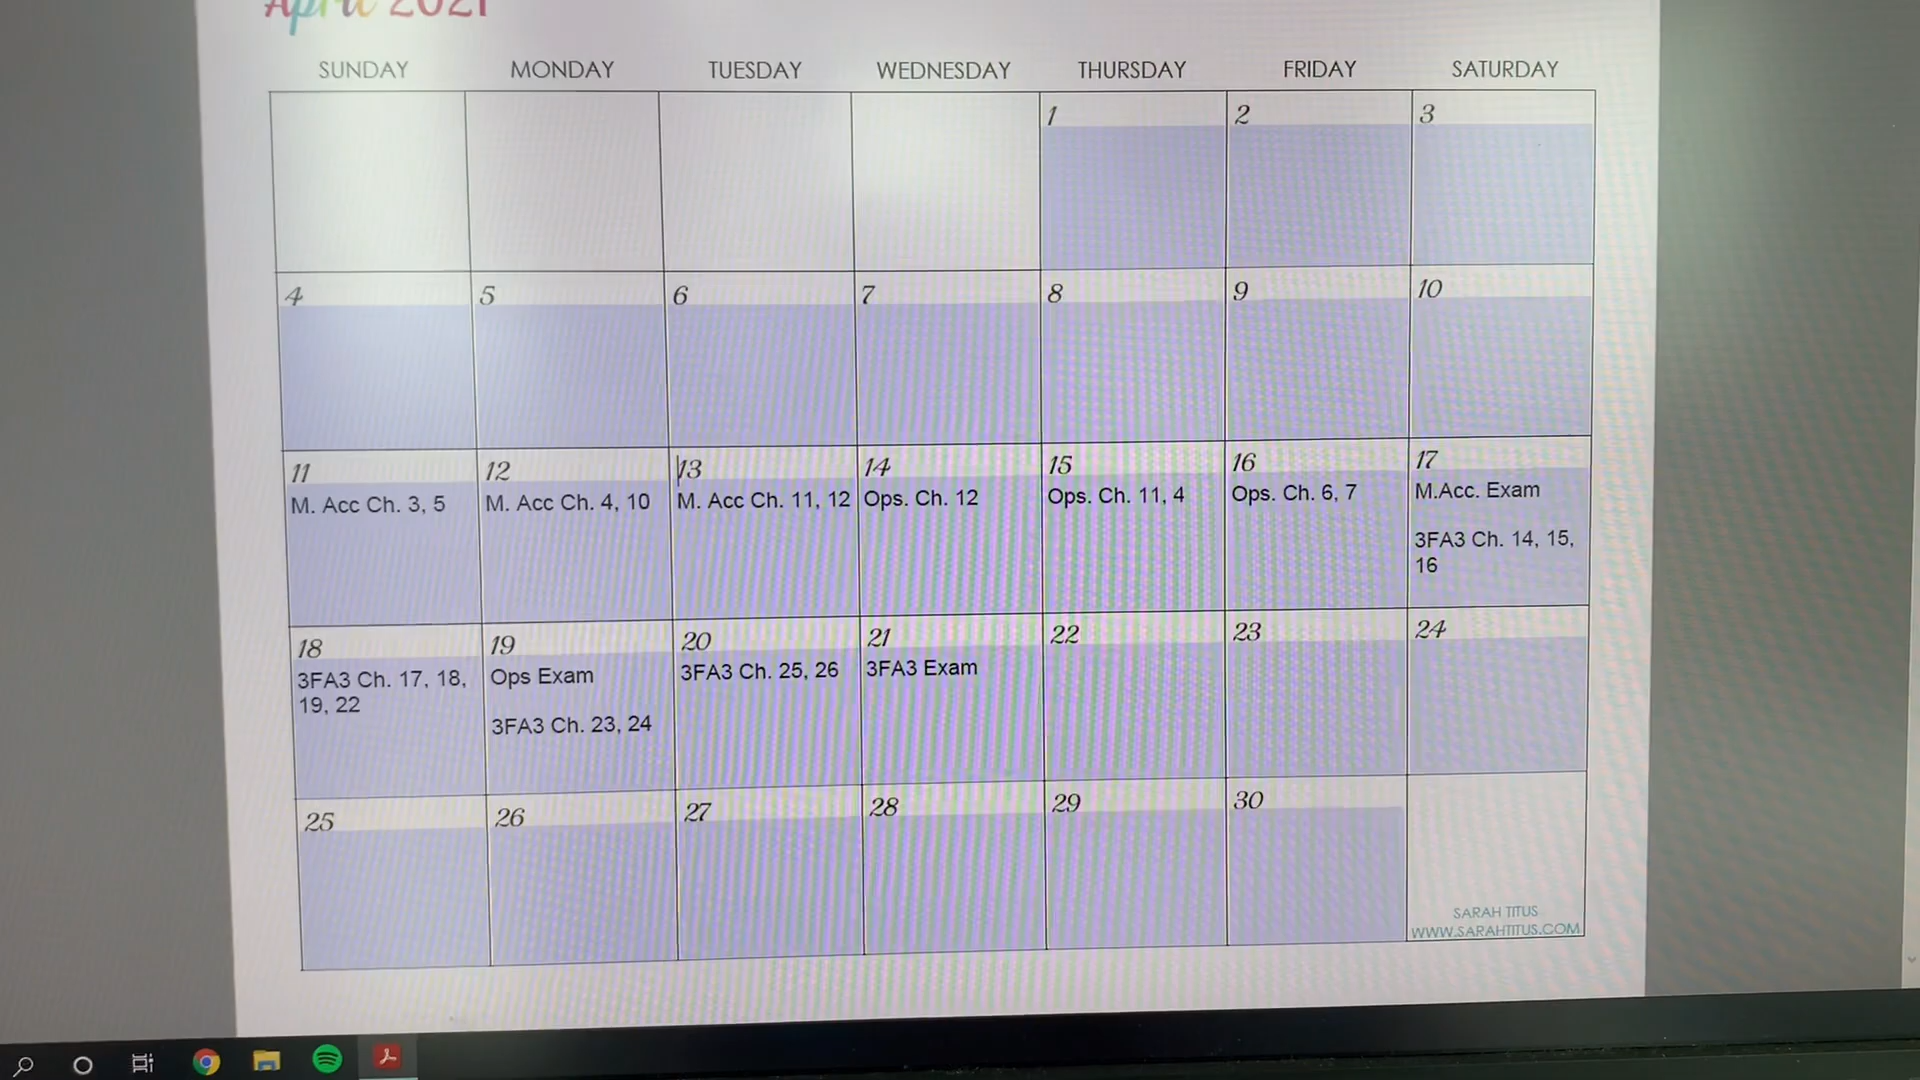 April 2021
SUNDAY MONDAY TUESDAY WEDNESDAY THURSDAY FRIDAY SATURDAY
1 2 3
4 5 6 7 8 9 10
11 12 13 14 15 16 17
M. Acc Ch. 3, 5
M. Acc Ch. 4, 10
M. Acc Ch. 11, 12
Ops. Ch. 12
Ops. Ch. 11, 4
Ops. Ch. 6, 7
M.Acc. Exam
3FA3 Ch. 14, 15,
16
18 19 20 21 22 23 24
3FA3 Ch. 17, 18,
19, 22
Ops Exam
3FA3 Ch. 23, 24
3FA3 Ch. 25, 26
3FA3 Exam
25 26 27 28 29 30
SARAH TITUS
WWW.SARAHTITUS.COM